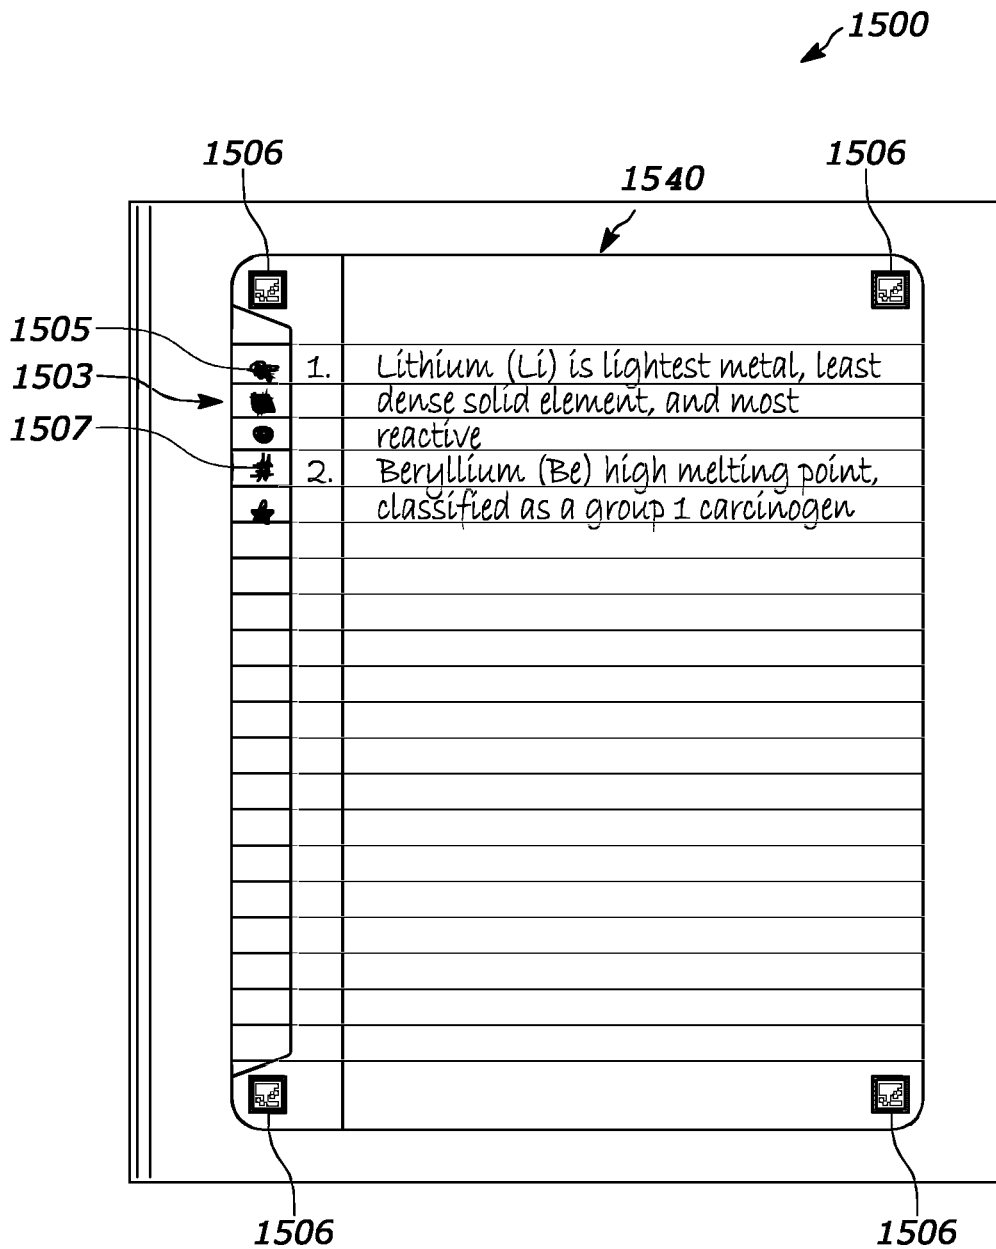 1500
1506
1506
1540
1505
1503
1507
1. Lithium (Li) is lightest metal, least
dense solid element, and most
reactive
# 2. Beryllium (Be) high melting point,
classified as a group 1 carcinogen
1506
1506